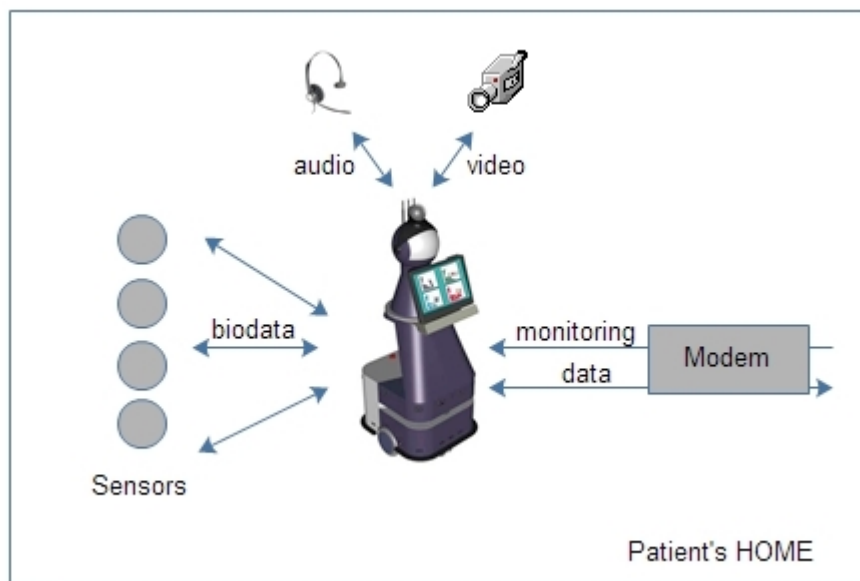 audio
video
biodata
monitoring
Modem
data
Sensors
Patient's HOME